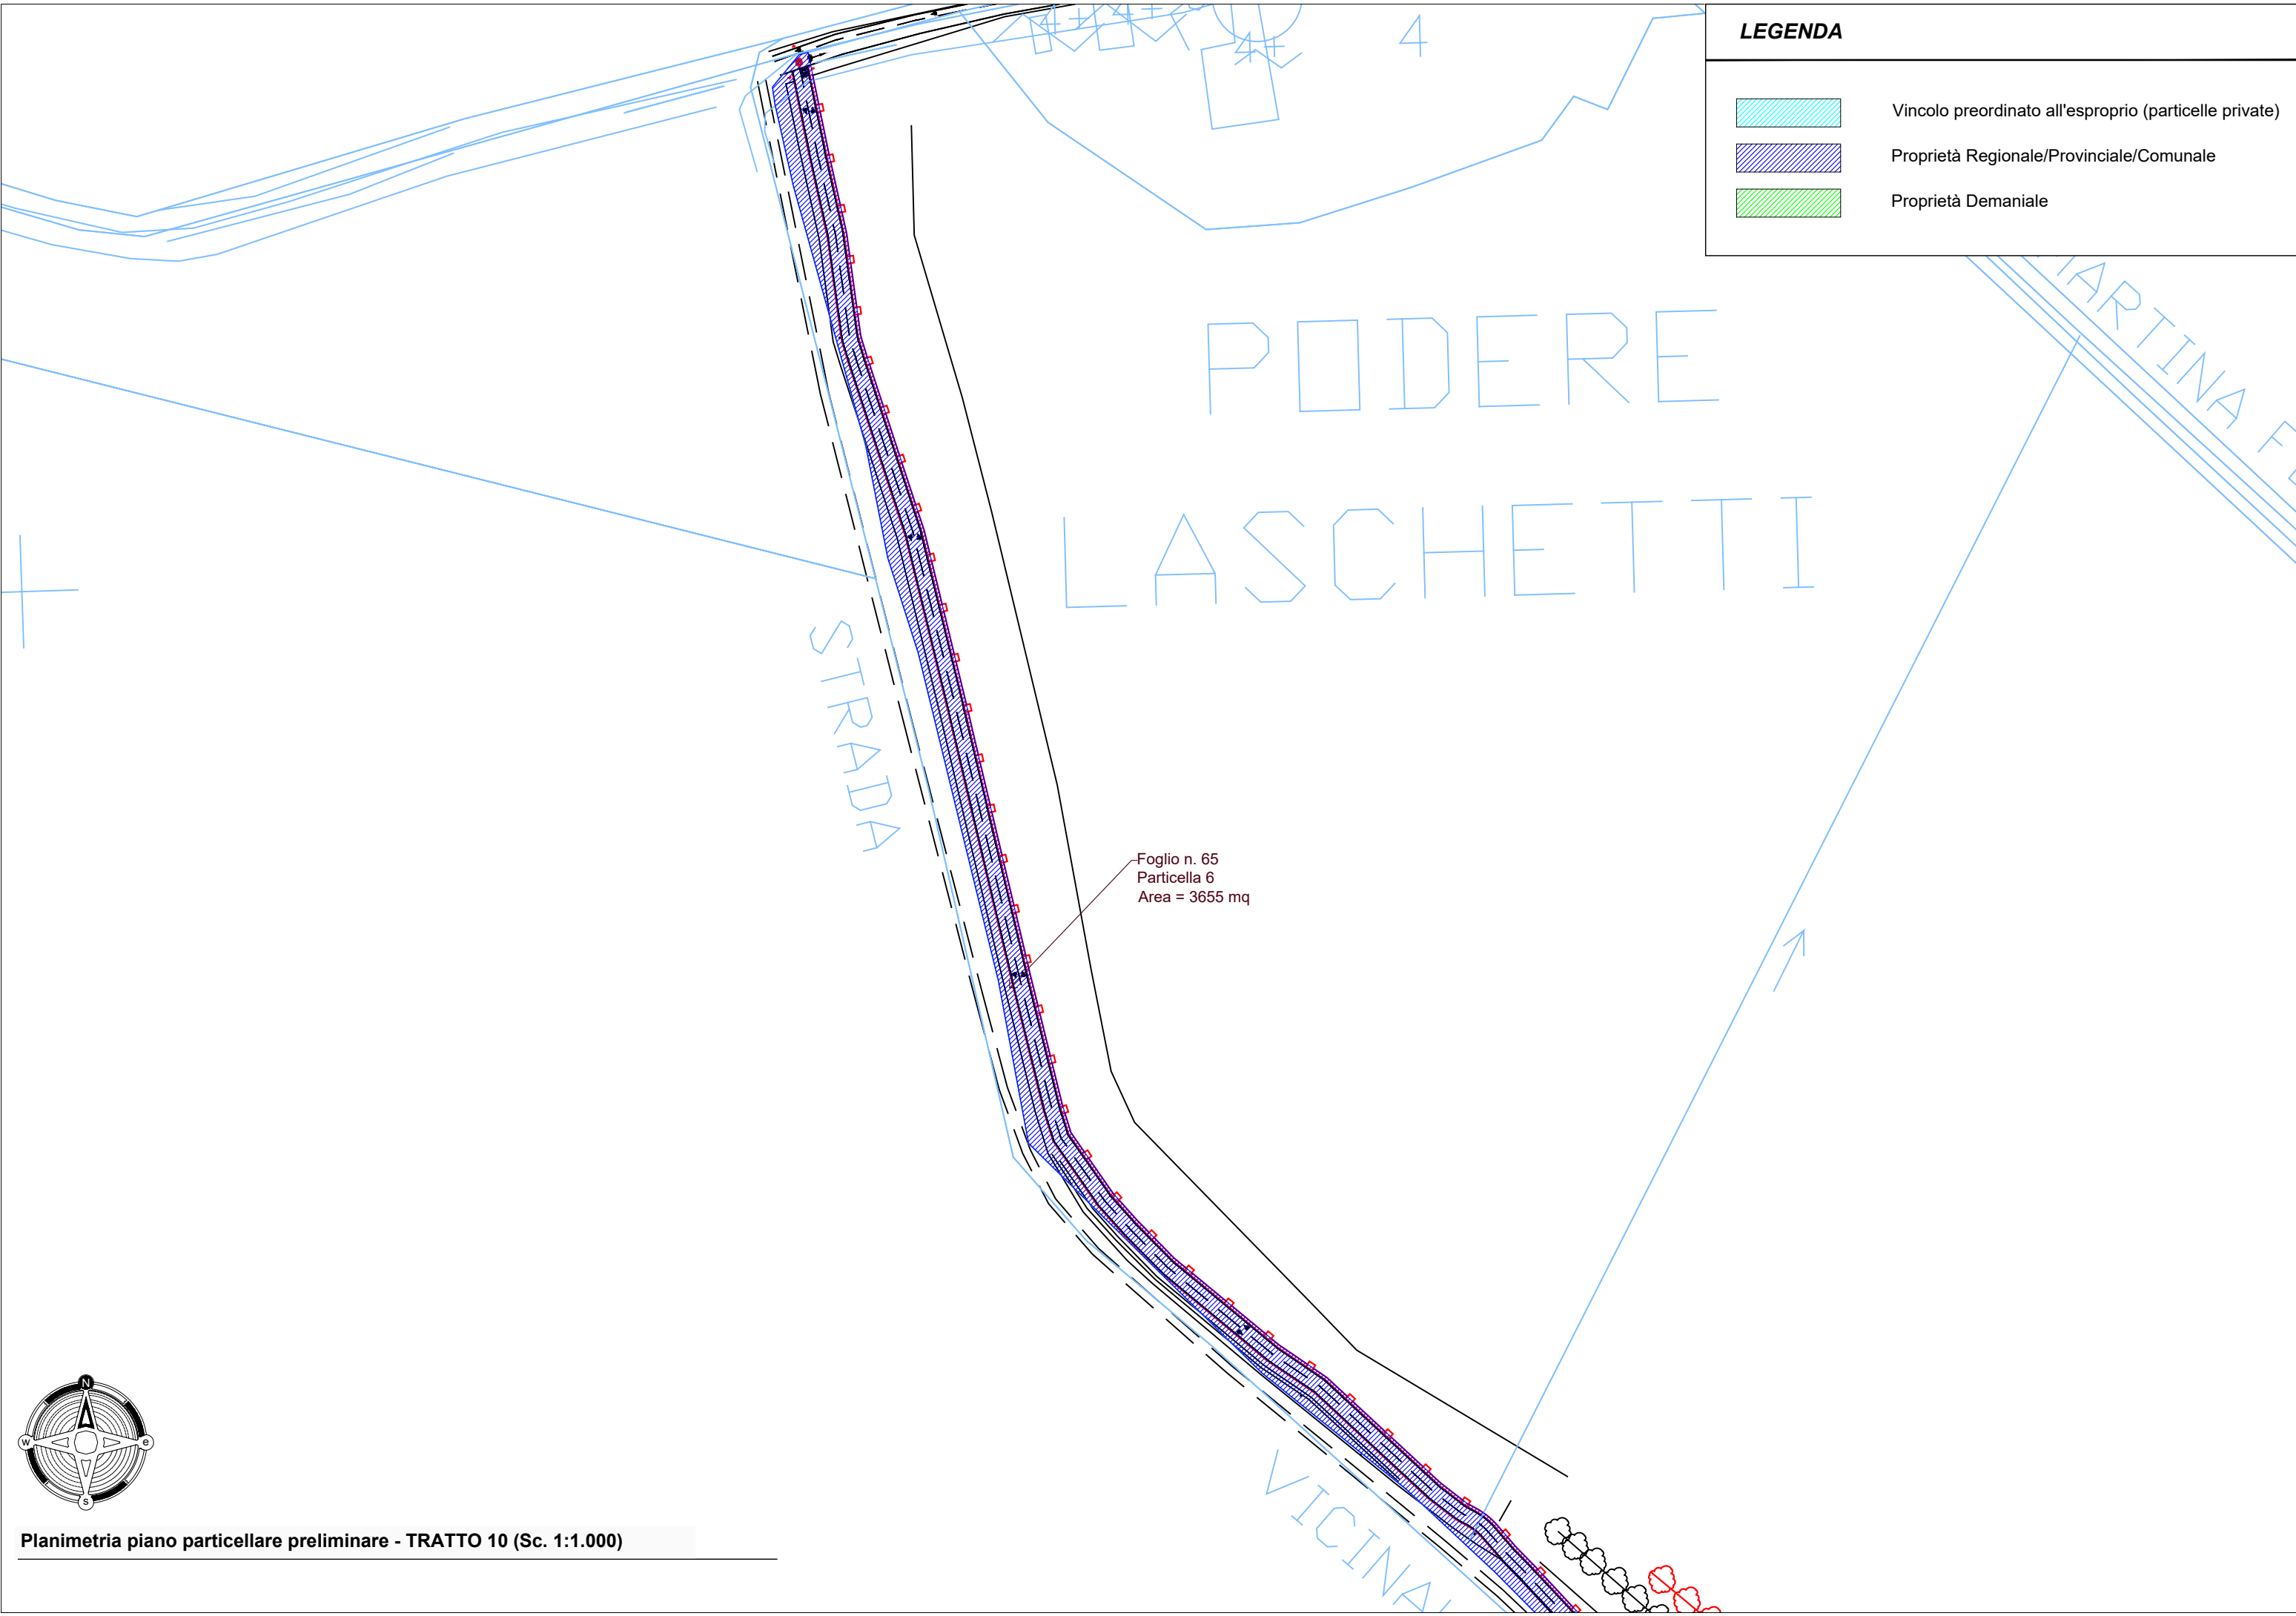 LEGENDA
Vincolo preordinato all'esproprio (particelle private)
Proprietà Regionale/Provinciale/Comunale
Proprietà Demaniale
4
4
PODERE
LASCHETTI
STRADA
Foglio n. 65
Particella 6
Area = 3655 mq
N
w
e
s
Planimetria piano particellare preliminare - TRATTO 10 (Sc. 1:1.000)